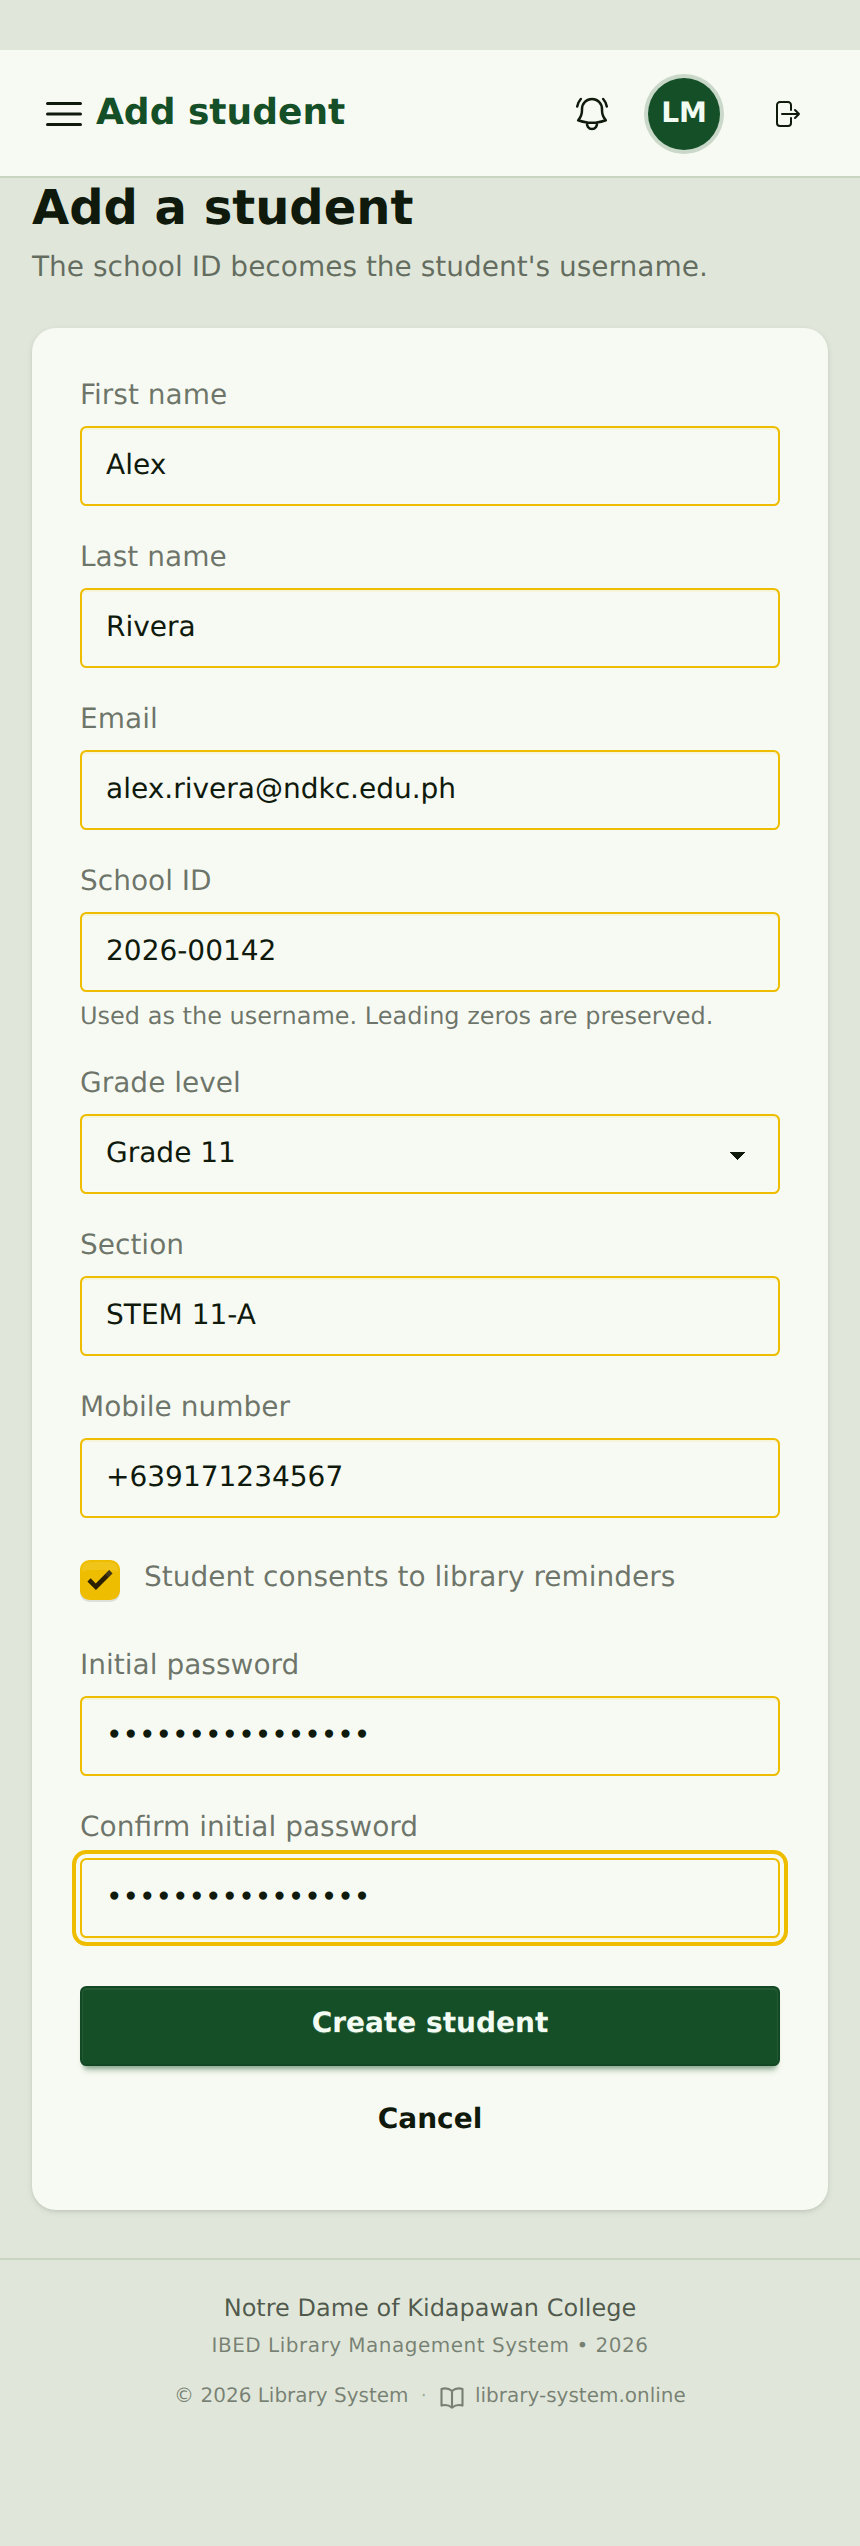 Add student
LM
Add a student
The school ID becomes the student's username.
First name
Alex
Last name
Rivera
Email
alex.rivera@ndkc.edu.ph
School ID
2026-00142
Used as the username. Leading zeros are preserved.
Grade level
Grade 11
Section
STEM 11-A
Mobile number
+639171234567
Student consents to library reminders
Initial password
••••••••••••••••
Confirm initial password
••••••••••••••••
Create student
Cancel
Notre Dame of Kidapawan College
IBED Library Management System • 2026
© 2026 Library System · library-system.online